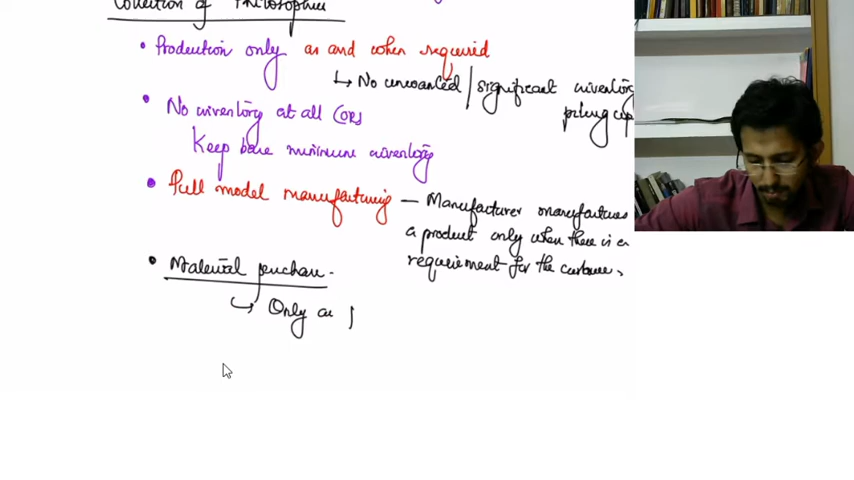 Condition of Philosophies
• Production only as and when required
↳ No unwanted / significant inventory
piling up
• No inventory at all (OR)
Keep bare minimum inventory
• Pull model manufacturing — Manufacturer manufactures
a product only when there is a
requirement for the customer.
• Material purchase -
↳ Only as